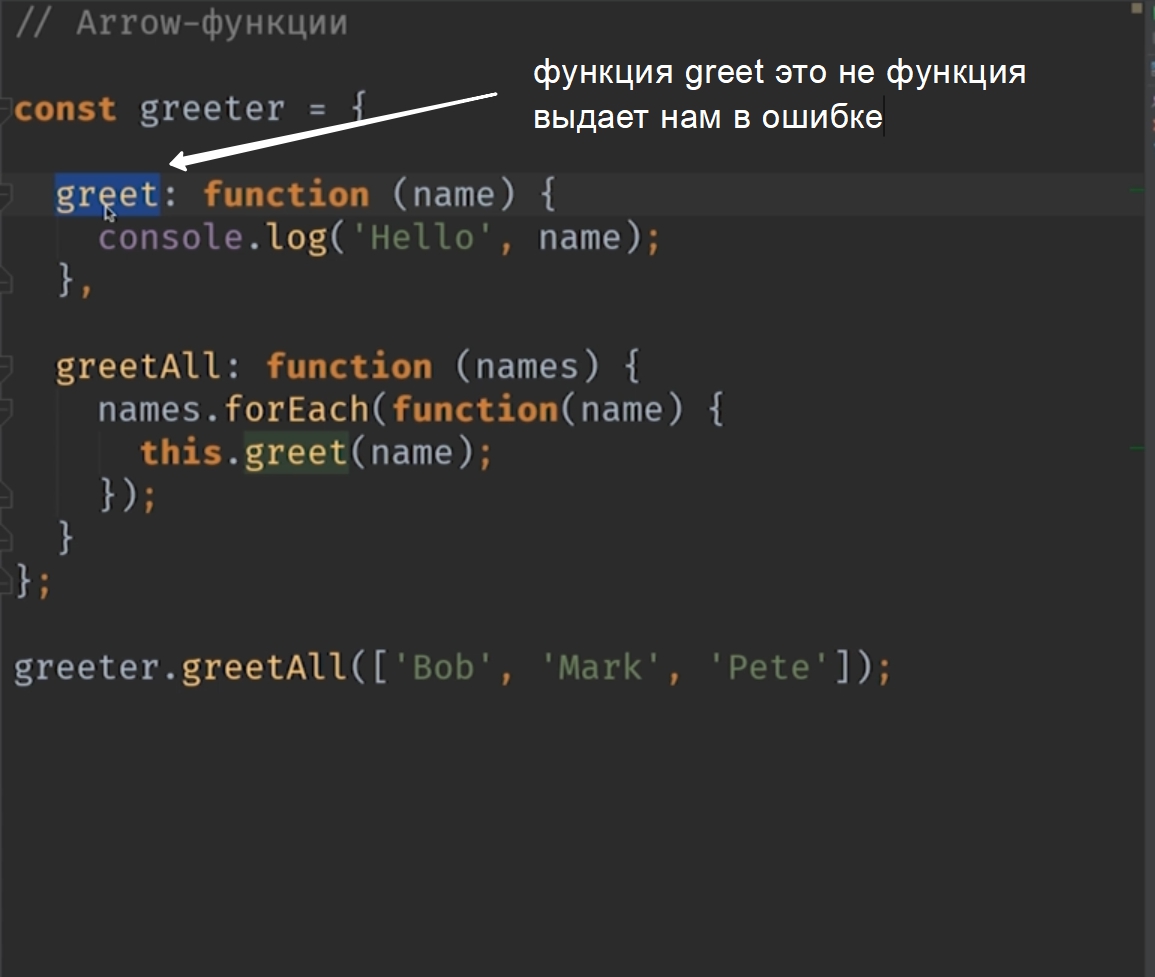 // Arrow-функции
функция greet это не функция
выдает нам в ошибке
const greeter = {
greet: function (name) {
console.log('Hello', name);
},
greetAll: function (names) {
names.forEach(function(name) {
this.greet(name);
});
}
};
greeter.greetAll(['Bob', 'Mark', 'Pete']);